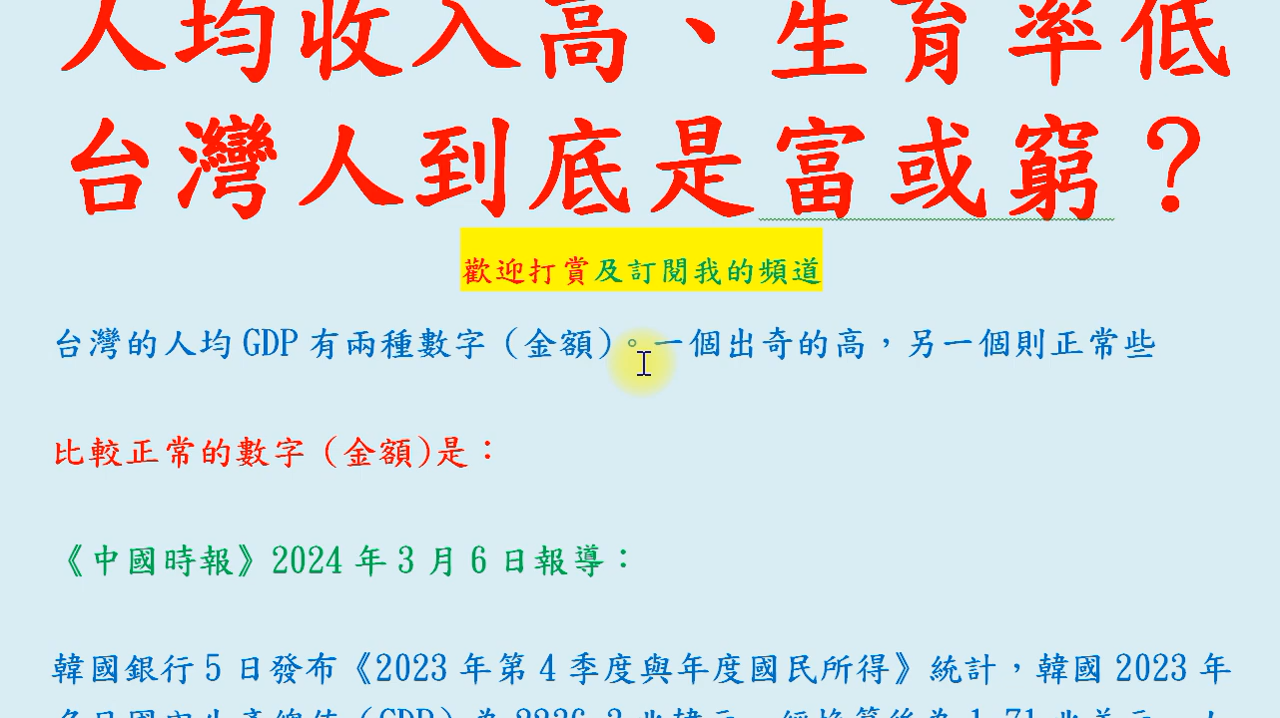 人均收入高、生育率低
台灣人到底是富或窮？
歡迎打賞及訂閱我的頻道
台灣的人均GDP有兩種數字（金額）。一個出奇的高，另一個則正常些
比較正常的數字（金額)是：
《中國時報》2024年3月6日報導：
韓國銀行5日發布《2023年第4季度與年度國民所得》統計，韓國2023年